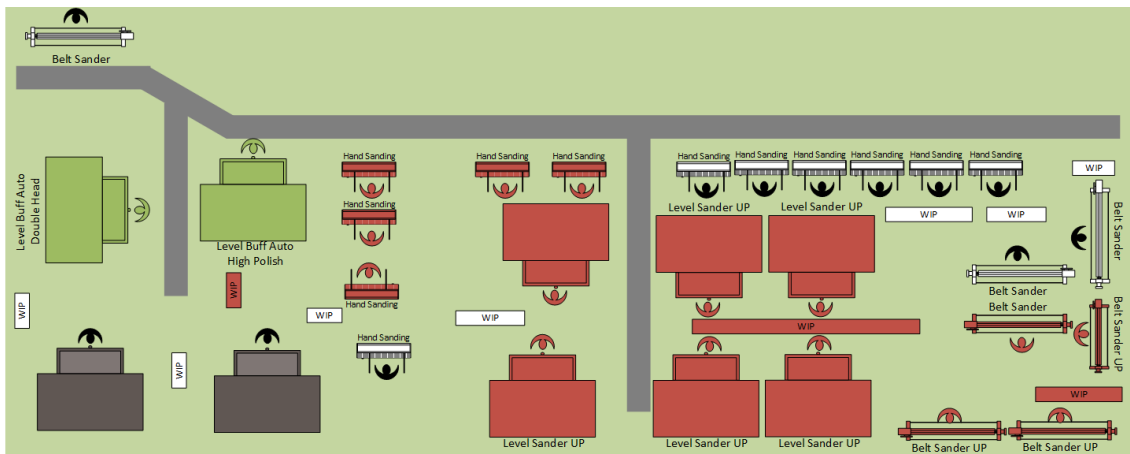 Belt Sander
Hand Sanding
Hand Sanding
Hand Sanding
Hand Sanding
Hand Sanding
Hand Sanding
Hand Sanding
Hand Sanding
Hand Sanding
WIP
Level Buff Auto
Double Head
Hand Sanding
Level Sander UP
Level Sander UP
WIP
WIP
Belt Sander
Level Buff Auto
High Polish
WIP
Hand Sanding
Belt Sander
WIP
WIP
WIP
Belt Sander
Belt Sander UP
WIP
Hand Sanding
WIP
WIP
Level Sander UP
Level Sander UP
Level Sander UP
Belt Sander UP
Belt Sander UP